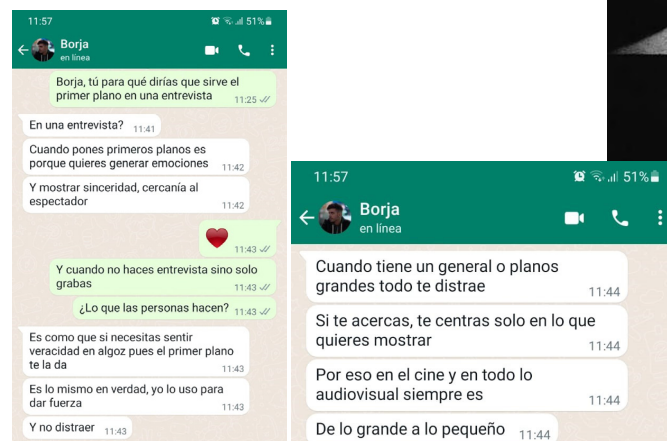 11:57
51%
Borja
en línea
Borja, tú para qué dirías que sirve el
primer plano en una entrevista
11:25
En una entrevista?
11:41
Cuando pones primeros planos es
porque quieres generar emociones
11:42
Y mostrar sinceridad, cercanía al
espectador
11:42
11:43
Y cuando no haces entrevista sino solo
grabas
11:43
¿Lo que las personas hacen?
11:43
Es como que si necesitas sentir
veracidad en algoz pues el primer plano
te la da
11:43
Es lo mismo en verdad, yo lo uso para
dar fuerza
11:43
Y no distraer
11:43
11:57
51%
Borja
en línea
Cuando tiene un general o planos
grandes todo te distrae
11:44
Si te acercas, te centras solo en lo que
quieres mostrar
11:44
Por eso en el cine y en todo lo
audiovisual siempre es
11:44
De lo grande a lo pequeño
11:44